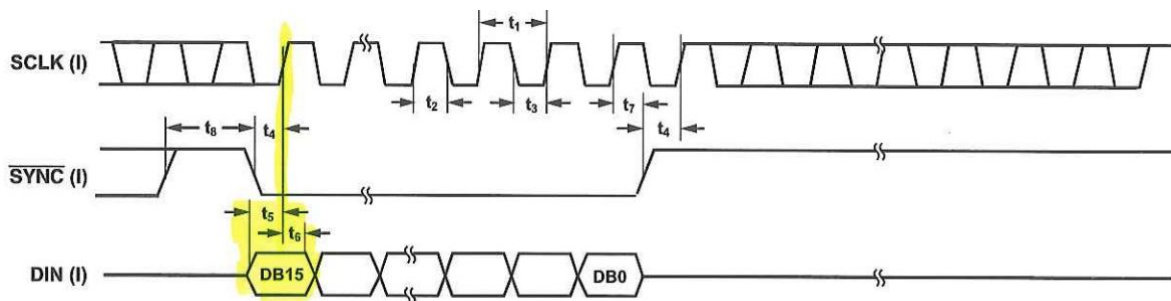 t₁
SCLK (I)
t₂ t₃ t₇
t₈ t₄ t₄
SYNC (I)
t₅
t₆
DIN (I) DB15 DB0